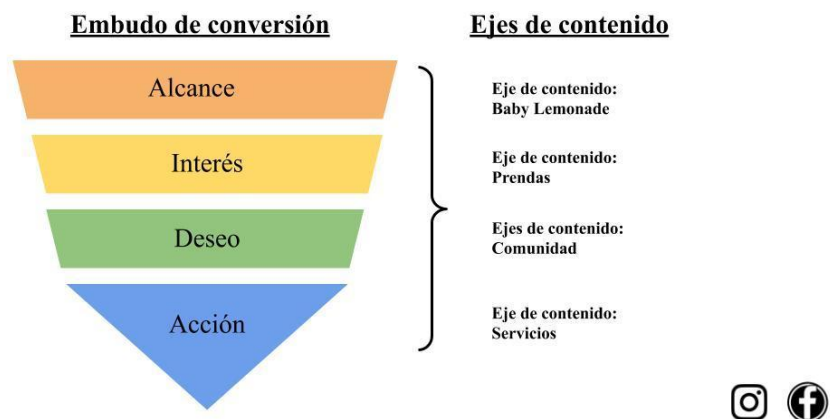 Embudo de conversión
Ejes de contenido
Alcance
Interés
Deseo
Acción
Eje de contenido:
Baby Lemonade
Eje de contenido:
Prendas
Ejes de contenido:
Comunidad
Eje de contenido:
Servicios